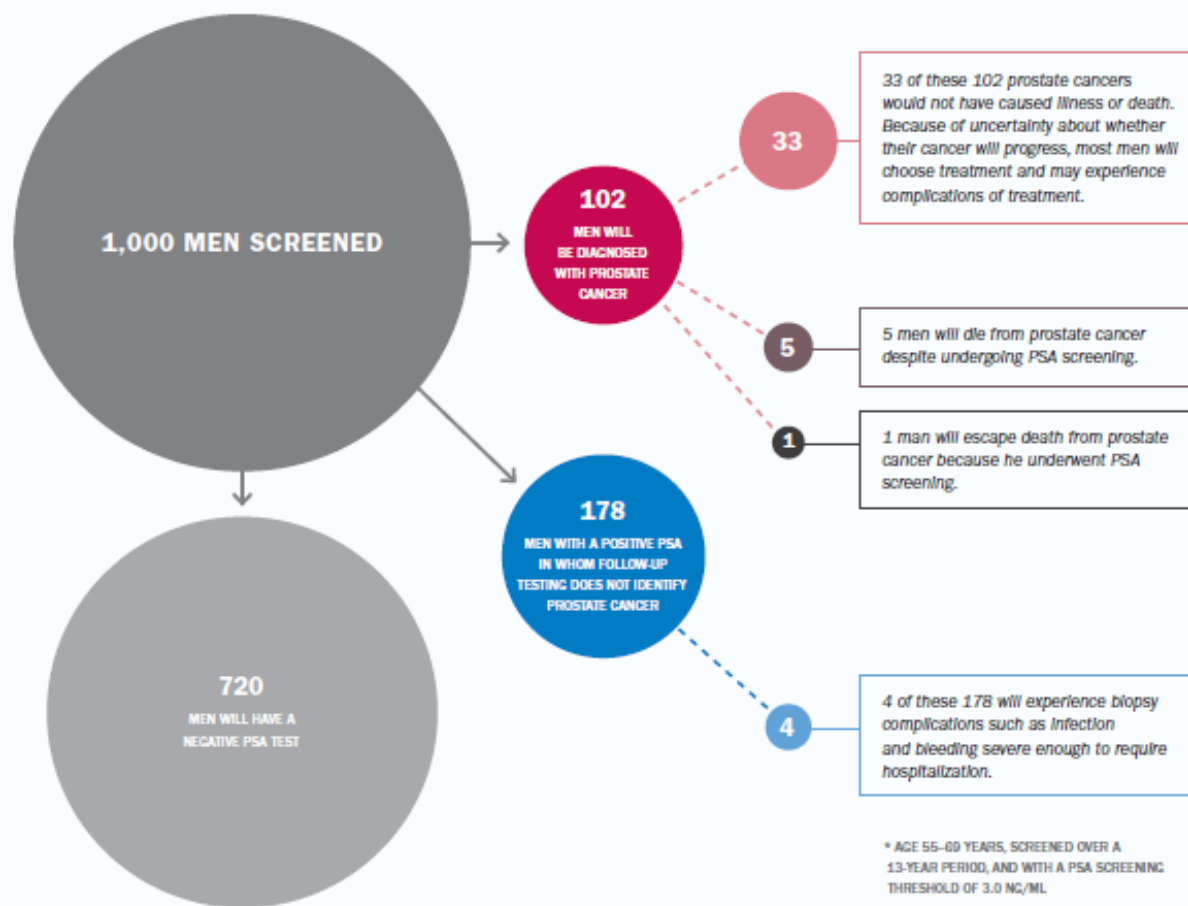 1,000 MEN SCREENED
102
MEN WILL
BE DIAGNOSED
WITH PROSTATE
CANCER
33
33 of these 102 prostate cancers
would not have caused illness or death.
Because of uncertainty about whether
their cancer will progress, most men will
choose treatment and may experience
complications of treatment.
5
5 men will die from prostate cancer
despite undergoing PSA screening.
1
1 man will escape death from prostate
cancer because he underwent PSA
screening.
178
MEN WITH A POSITIVE PSA
IN WHOM FOLLOW-UP
TESTING DOES NOT IDENTIFY
PROSTATE CANCER
720
MEN WILL HAVE A
NEGATIVE PSA TEST
4
4 of these 178 will experience biopsy
complications such as infection
and bleeding severe enough to require
hospitalization.
* AGE 55–69 YEARS, SCREENED OVER A
13-YEAR PERIOD, AND WITH A PSA SCREENING
THRESHOLD OF 3.0 NG/ML